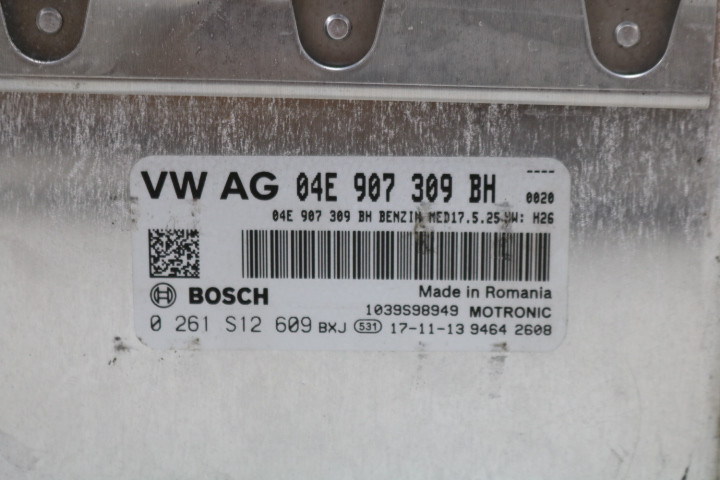 VW AG 04E 907 309 BH ----
0020
04E 907 309 BH BENZIN MED17.5.25 HW: H26
BOSCH Made in Romania
1039S98949 MOTRONIC
0 261 S12 609 BXJ 531 17-11-13 9464 2608